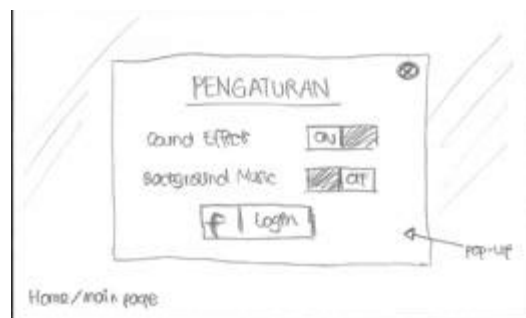 PENGATURAN
Sound Effect ON
Background Music OFF
f Login
pop-up
Home/main page